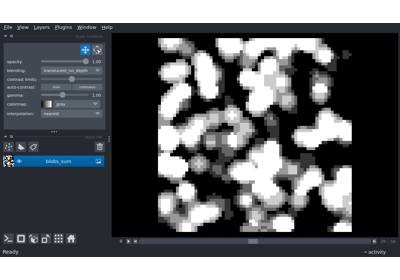 File View Layers Plugins Window Help
opacity: 1.00
blending: translucent_no_depth
contrast limits:
auto-contrast: once continuous
gamma: 1.00
colormap: gray
interpolation: nearest
blobs_sum
Ready
activity